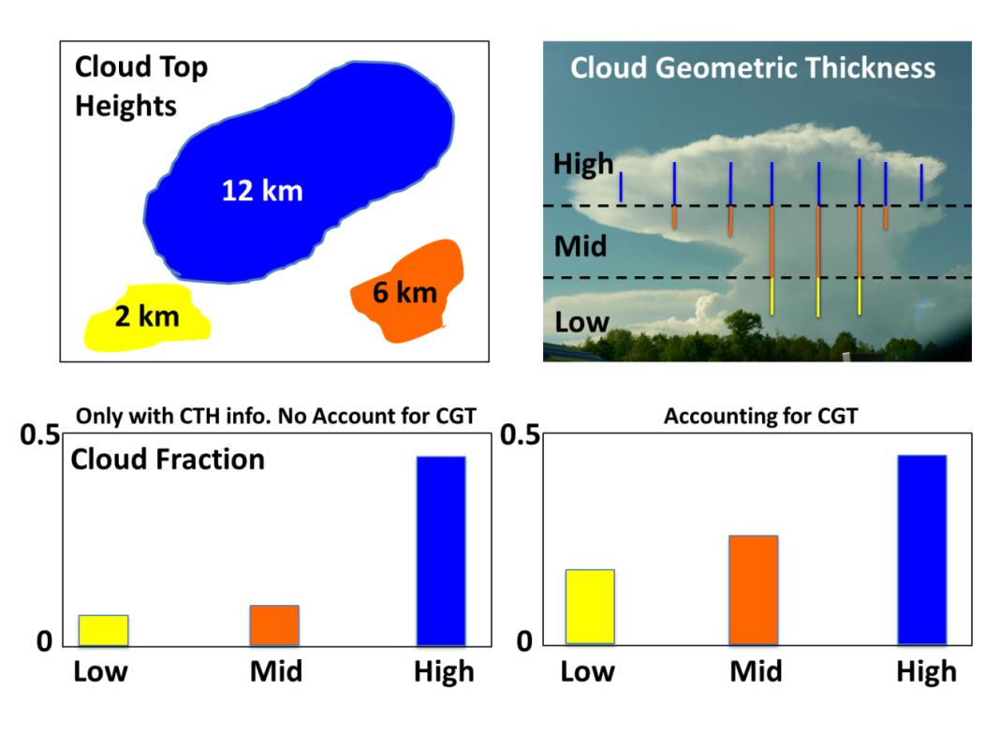 Cloud Top
Heights
12 km
2 km
6 km
Cloud Geometric Thickness
High
Mid
Low
Only with CTH info. No Account for CGT
0.5
Cloud Fraction
0
Low Mid High
Accounting for CGT
0.5
0
Low Mid High